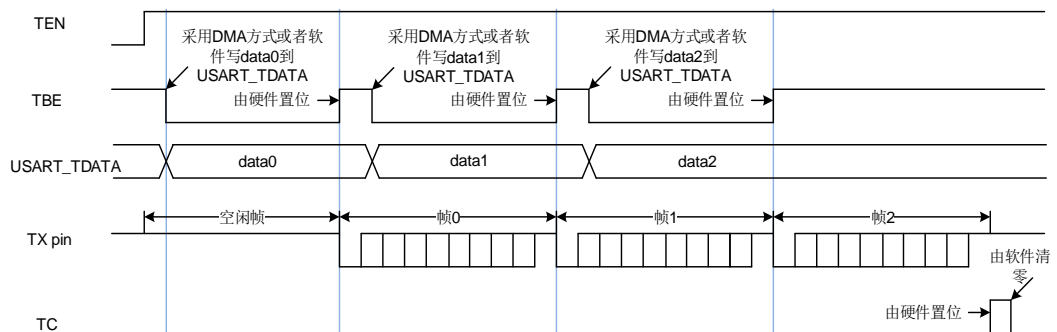 TEN
采用DMA方式或者软
件写data0到
USART_TDATA
采用DMA方式或者软
件写data1到
USART_TDATA
采用DMA方式或者软
件写data2到
USART_TDATA
TBE
由硬件置位
由硬件置位
由硬件置位
USART_TDATA
data0
data1
data2
空闲帧
帧0
帧1
帧2
TX pin
由软件清
零
由硬件置位
TC